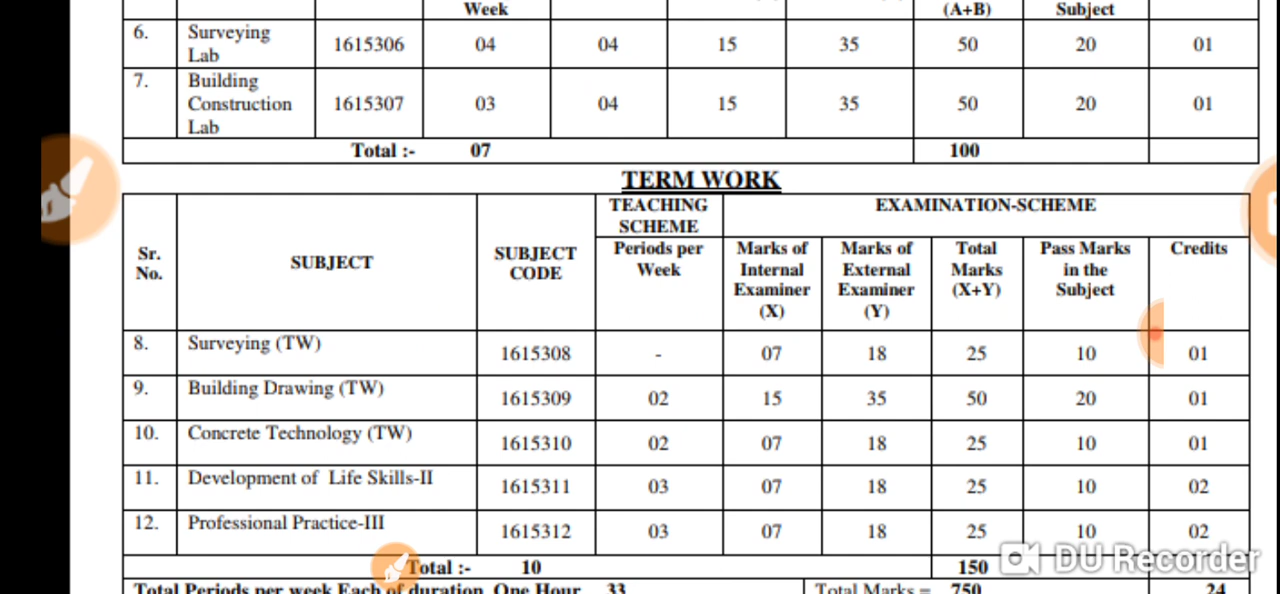 Week (A+B) Subject
6. Surveying Lab 1615306 04 04 15 35 50 20 01
7. Building Construction Lab 1615307 03 04 15 35 50 20 01
Total :- 07 100
TERM WORK
Sr. No. SUBJECT SUBJECT CODE TEACHING SCHEME EXAMINATION-SCHEME
Periods per Week Marks of Internal Examiner (X) Marks of External Examiner (Y) Total Marks (X+Y) Pass Marks in the Subject Credits
8. Surveying (TW) 1615308 - 07 18 25 10 01
9. Building Drawing (TW) 1615309 02 15 35 50 20 01
10. Concrete Technology (TW) 1615310 02 07 18 25 10 01
11. Development of Life Skills-II 1615311 03 07 18 25 10 02
12. Professional Practice-III 1615312 03 07 18 25 10 02
Total :- 10 150
DU Recorder
Total Periods per week Each of duration One Hour 33 Total Marks = 750 24